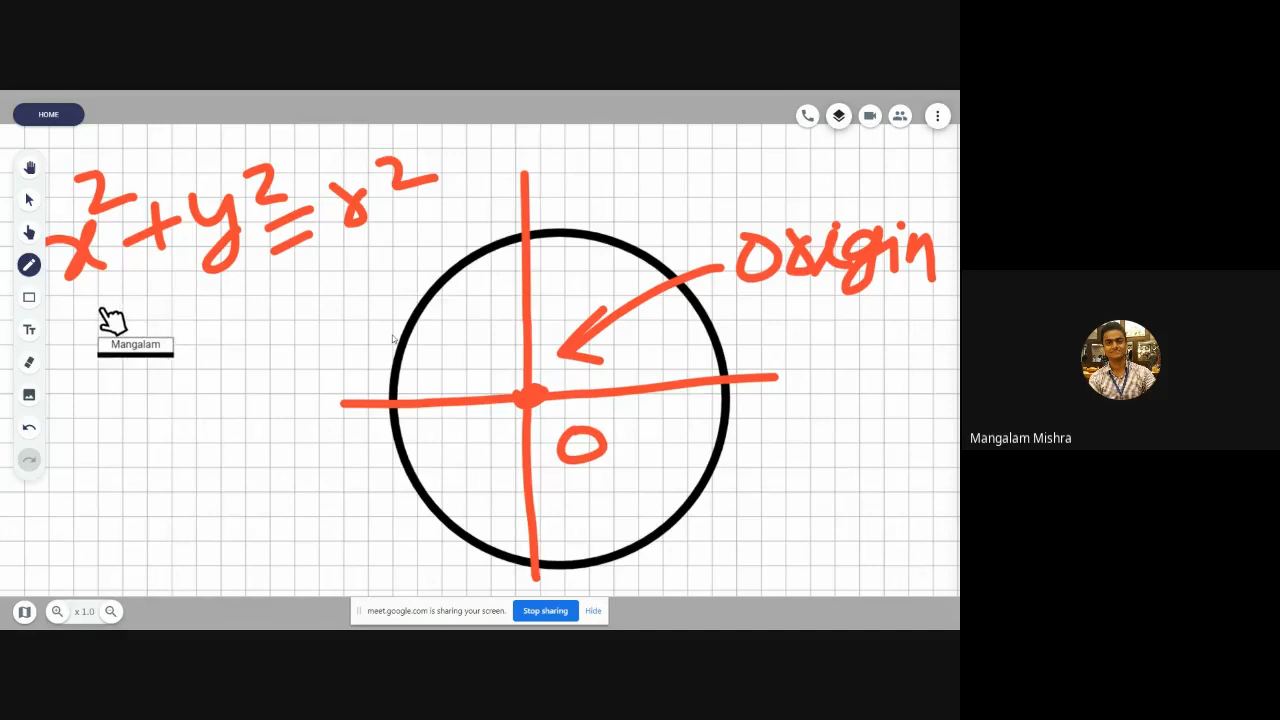 HOME
x² + y² = r²
origin
Mangalam
Tт
O
Mangalam Mishra
x 1.0
meet.google.com is sharing your screen.
Stop sharing
Hide